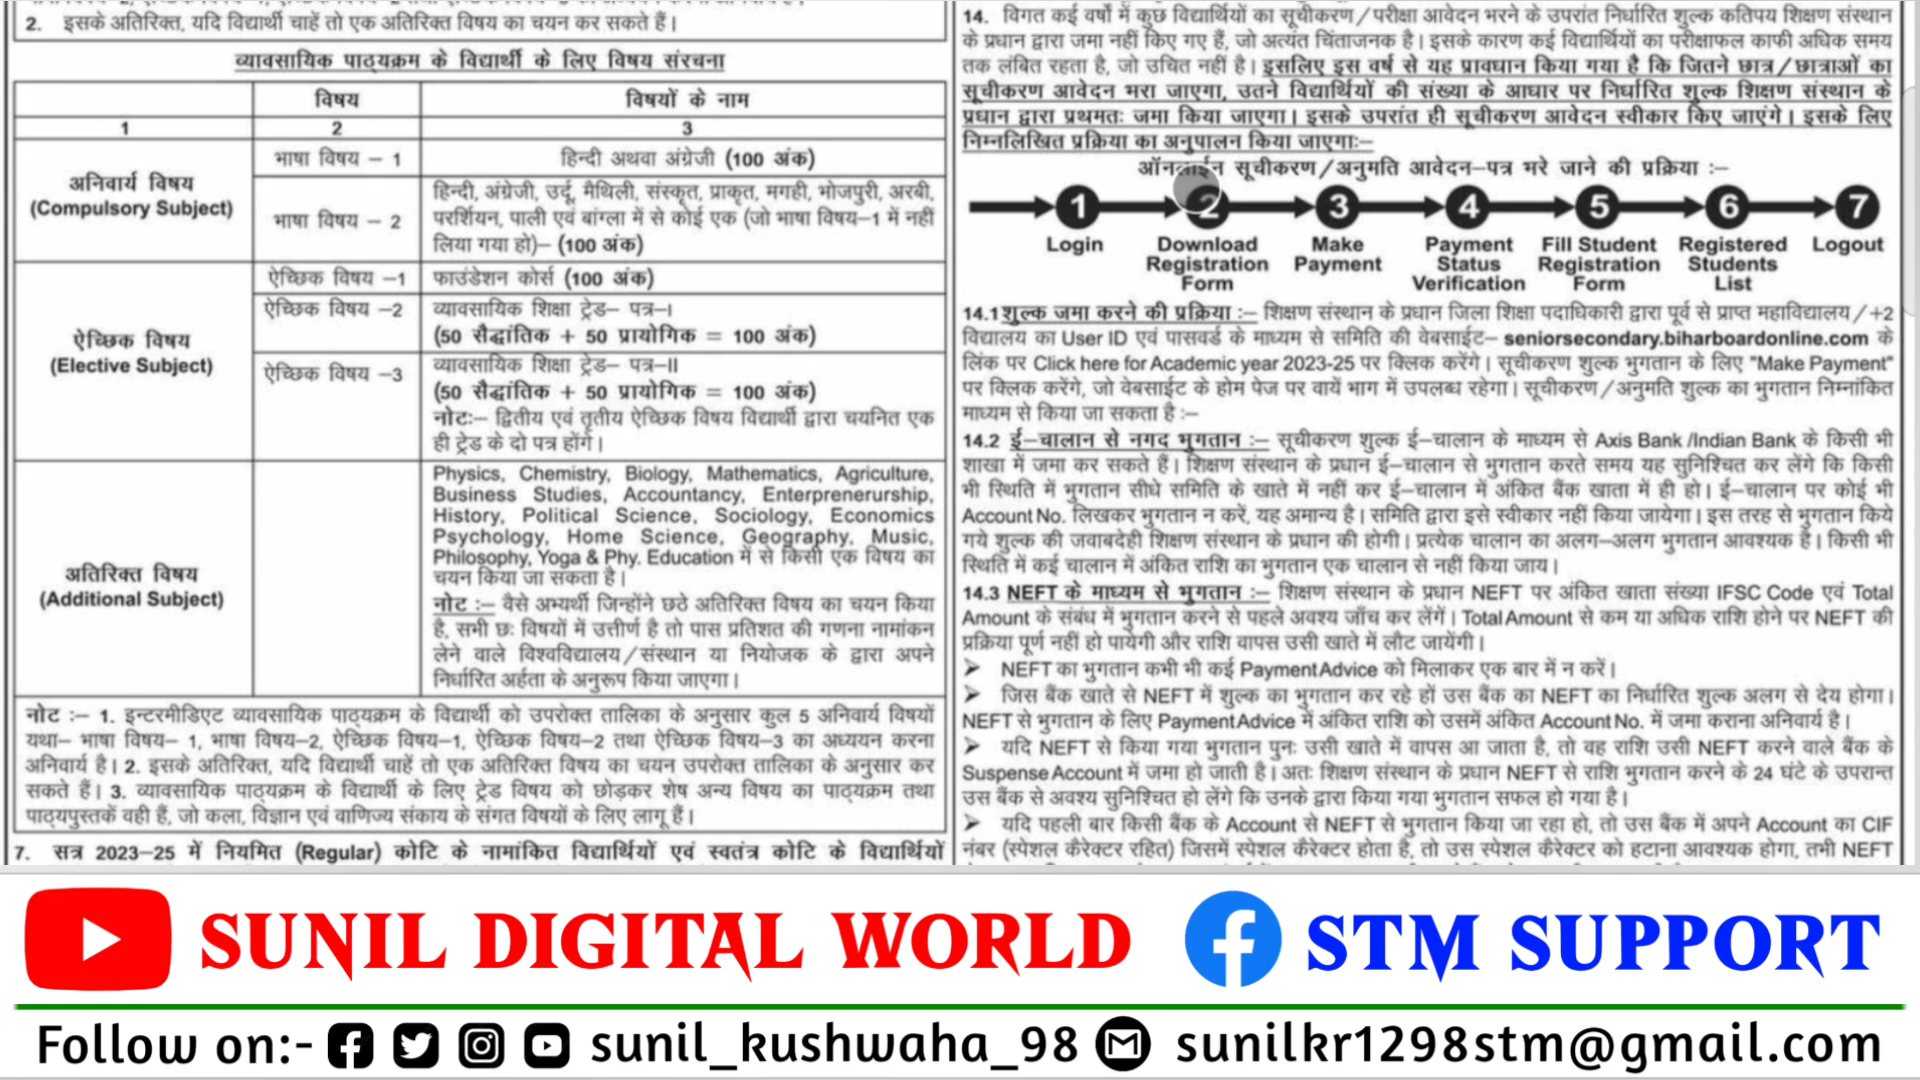 2. इसके अतिरिक्त, यदि विद्यार्थी चाहें तो एक अतिरिक्त विषय का चयन कर सकते हैं।
व्यावसायिक पाठ्यक्रम के विद्यार्थी के लिए विषय संरचना
विषय विषयों के नाम
1 2 3
अनिवार्य विषय
(Compulsory Subject)
भाषा विषय – 1 हिन्दी अथवा अंग्रेजी (100 अंक)
भाषा विषय – 2
हिन्दी, अंग्रेजी, उर्दू, मैथिली, संस्कृत, प्राकृत, मगही, भोजपुरी, अरबी,
पर्शियन, पाली एवं बांग्ला में से कोई एक (जो भाषा विषय–1 में नहीं
लिया गया हो)– (100 अंक)
ऐच्छिक विषय
(Elective Subject)
ऐच्छिक विषय –1 फाउंडेशन कोर्स (100 अंक)
ऐच्छिक विषय –2 व्यावसायिक शिक्षा ट्रेड– पत्र–I
(50 सैद्धांतिक + 50 प्रायोगिक = 100 अंक)
ऐच्छिक विषय –3 व्यावसायिक शिक्षा ट्रेड– पत्र–II
(50 सैद्धांतिक + 50 प्रायोगिक = 100 अंक)
नोटः– द्वितीय एवं तृतीय ऐच्छिक विषय विद्यार्थी द्वारा चयनित एक
ही ट्रेड के दो पत्र होंगे।
अतिरिक्त विषय
(Additional Subject)
Physics, Chemistry, Biology, Mathematics, Agriculture,
Business Studies, Accountancy, Enterprenerurship,
History, Political Science, Sociology, Economics
Psychology, Home Science, Geography, Music,
Philosophy, Yoga & Phy. Education में से किसी एक विषय का
चयन किया जा सकता है।
नोट :– वैसे अभ्यर्थी जिन्होंने छठे अतिरिक्त विषय का चयन किया
है, सभी छः विषयों में उत्तीर्ण है तो पास प्रतिशत की गणना नामांकन
लेने वाले विश्वविद्यालय/संस्थान या नियोजक के द्वारा अपने
निर्धारित अर्हता के अनुरूप किया जाएगा।
नोट :– 1. इन्टरमीडिएट व्यावसायिक पाठ्यक्रम के विद्यार्थी को उपरोक्त तालिका के अनुसार कुल 5 अनिवार्य विषयों
यथा– भाषा विषय– 1, भाषा विषय–2, ऐच्छिक विषय–1, ऐच्छिक विषय–2 तथा ऐच्छिक विषय–3 का अध्ययन करना
अनिवार्य है। 2. इसके अतिरिक्त, यदि विद्यार्थी चाहें तो एक अतिरिक्त विषय का चयन उपरोक्त तालिका के अनुसार कर
सकते हैं। 3. व्यावसायिक पाठ्यक्रम के विद्यार्थी के लिए ट्रेड विषय को छोड़कर शेष अन्य विषय का पाठ्यक्रम तथा
पाठ्यपुस्तकें वही हैं, जो कला, विज्ञान एवं वाणिज्य संकाय के संगत विषयों के लिए लागू हैं।
7. सत्र 2023–25 में नियमित (Regular) कोटि के नामांकित विद्यार्थियों एवं स्वतंत्र कोटि के विद्यार्थियों
14. विगत कई वर्षों में कुछ विद्यार्थियों का सूचीकरण/परीक्षा आवेदन भरने के उपरांत निर्धारित शुल्क कतिपय शिक्षण संस्थान
के प्रधान द्वारा जमा नहीं किए गए हैं, जो अत्यंत चिंताजनक है। इसके कारण कई विद्यार्थियों का परीक्षाफल काफी अधिक समय
तक लंबित रहता है, जो उचित नहीं है। इसलिए इस वर्ष से यह प्रावधान किया गया है कि जितने छात्र/छात्राओं का
सूचीकरण आवेदन भरा जाएगा, उतने विद्यार्थियों की संख्या के आधार पर निर्धारित शुल्क शिक्षण संस्थान के
प्रधान द्वारा प्रथमतः जमा किया जाएगा। इसके उपरांत ही सूचीकरण आवेदन स्वीकार किए जाएंगे। इसके लिए
निम्नलिखित प्रक्रिया का अनुपालन किया जाएगाः–
ऑनलाईन सूचीकरण/अनुमति आवेदन–पत्र भरे जाने की प्रक्रिया :–
1 2 3 4 5 6 7
Login Download Make Payment Fill Student Registered Logout
Registration Payment Status Registration Students
Form Verification Form List
14.1 शुल्क जमा करने की प्रक्रिया :– शिक्षण संस्थान के प्रधान जिला शिक्षा पदाधिकारी द्वारा पूर्व से प्राप्त महाविद्यालय/+2
विद्यालय का User ID एवं पासवर्ड के माध्यम से समिति की वेबसाईट– seniorsecondary.biharboardonline.com के
लिंक पर Click here for Academic year 2023-25 पर क्लिक करेंगे। सूचीकरण शुल्क भुगतान के लिए "Make Payment"
पर क्लिक करेंगे, जो वेबसाईट के होम पेज पर वायें भाग में उपलब्ध रहेगा। सूचीकरण/अनुमति शुल्क का भुगतान निम्नांकित
माध्यम से किया जा सकता है :–
14.2 ई–चालान से नगद भुगतान :– सूचीकरण शुल्क ई–चालान के माध्यम से Axis Bank /Indian Bank के किसी भी
शाखा में जमा कर सकते हैं। शिक्षण संस्थान के प्रधान ई–चालान से भुगतान करते समय यह सुनिश्चित कर लेंगे कि किसी
भी स्थिति में भुगतान सीधे समिति के खाते में नहीं कर ई–चालान में अंकित बैंक खाता में ही हो। ई–चालान पर कोई भी
Account No. लिखकर भुगतान न करें, यह अमान्य है। समिति द्वारा इसे स्वीकार नहीं किया जायेगा। इस तरह से भुगतान किये
गये शुल्क की जवाबदेही शिक्षण संस्थान के प्रधान की होगी। प्रत्येक चालान का अलग–अलग भुगतान आवश्यक है। किसी भी
स्थिति में कई चालान में अंकित राशि का भुगतान एक चालान से नहीं किया जाय।
14.3 NEFT के माध्यम से भुगतान :– शिक्षण संस्थान के प्रधान NEFT पर अंकित खाता संख्या IFSC Code एवं Total
Amount के संबंध में भुगतान करने से पहले अवश्य जाँच कर लेंगें। Total Amount से कम या अधिक राशि होने पर NEFT की
प्रक्रिया पूर्ण नहीं हो पायेगी और राशि वापस उसी खाते में लौट जायेंगी।
➤ NEFT का भुगतान कभी भी कई Payment Advice को मिलाकर एक बार में न करें।
➤ जिस बैंक खाते से NEFT में शुल्क का भुगतान कर रहे हों उस बैंक का NEFT का निर्धारित शुल्क अलग से देय होगा।
NEFT से भुगतान के लिए Payment Advice में अंकित राशि को उसमें अंकित Account No. में जमा कराना अनिवार्य है।
➤ यदि NEFT से किया गया भुगतान पुनः उसी खाते में वापस आ जाता है, तो वह राशि उसी NEFT करने वाले बैंक के
Suspense Account में जमा हो जाती है। अतः शिक्षण संस्थान के प्रधान NEFT से राशि भुगतान करने के 24 घंटे के उपरान्त
उस बैंक से अवश्य सुनिश्चित हो लेंगे कि उनके द्वारा किया गया भुगतान सफल हो गया है।
➤ यदि पहली बार किसी बैंक के Account से NEFT से भुगतान किया जा रहा हो, तो उस बैंक में अपने Account का CIF
नंबर (स्पेशल कैरेक्टर रहित) जिसमें स्पेशल कैरेक्टर होता है, तो उस स्पेशल कैरेक्टर को हटाना आवश्यक होगा, तभी NEFT
SUNIL DIGITAL WORLD STM SUPPORT
Follow on:- sunil_kushwaha_98 sunilkr1298stm@gmail.com